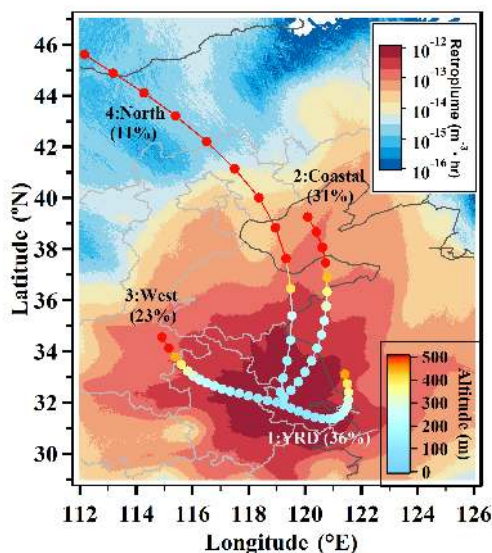 46
44
42
40
38
36
34
32
30
Latitude (°N)
112 114 116 118 120 122 124 126
Longitude (°E)
4:North
(11%)
2:Coastal
(31%)
3:West
(23%)
1:YRD (36%)
10⁻¹²
10⁻¹³
10⁻¹⁴
10⁻¹⁵
10⁻¹⁶
Retroplume (m⁻³· hr)
500
400
300
200
100
0
Altitude (m)